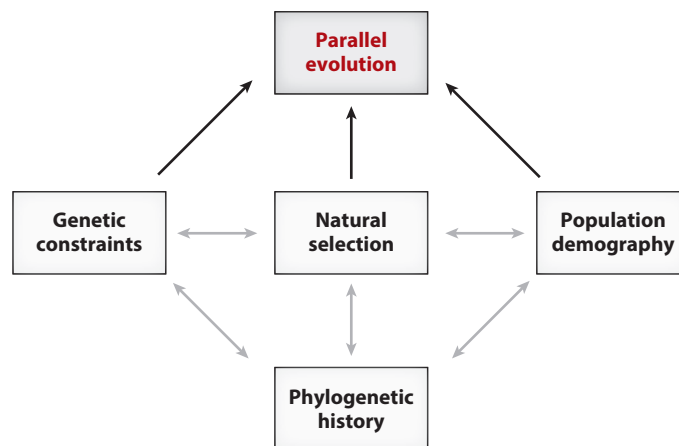 Parallel
evolution
Genetic
constraints
Natural
selection
Population
demography
Phylogenetic
history